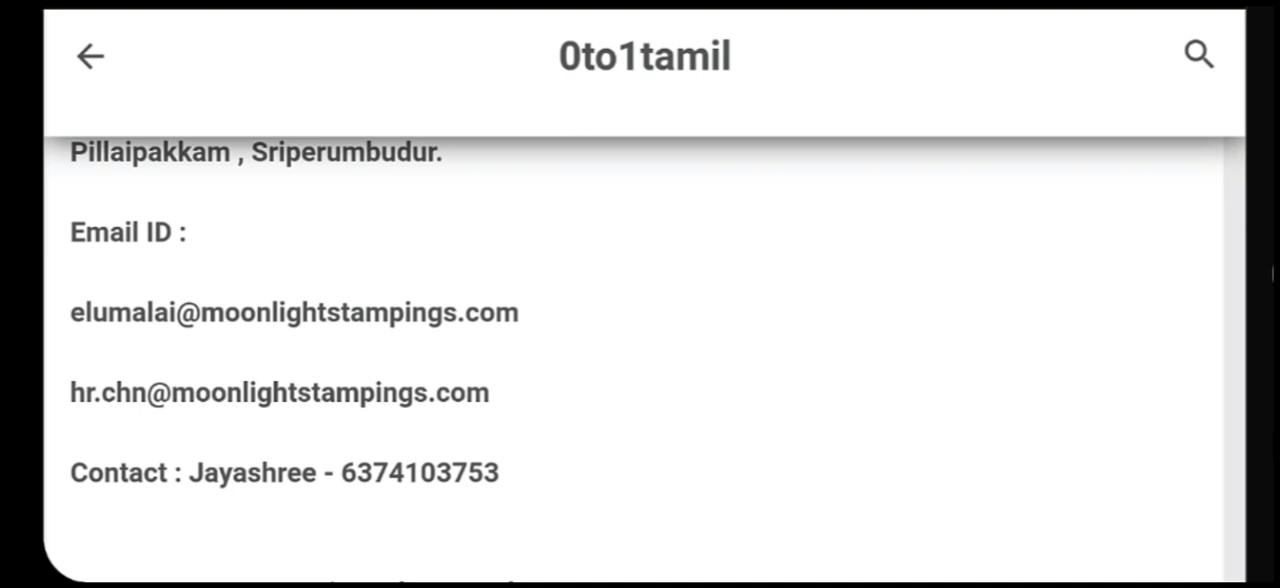 0to1tamil
Pillaipakkam , Sriperumbudur.
Email ID :
elumalai@moonlightstampings.com
hr.chn@moonlightstampings.com
Contact : Jayashree - 6374103753